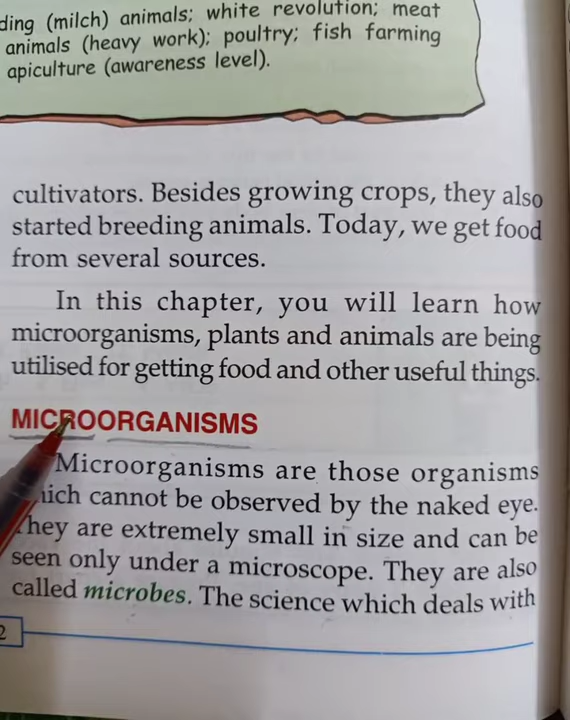 ding (milch) animals; white revolution; meat
animals (heavy work); poultry; fish farming
apiculture (awareness level).
cultivators. Besides growing crops, they also
started breeding animals. Today, we get food
from several sources.
In this chapter, you will learn how
microorganisms, plants and animals are being
utilised for getting food and other useful things.
MICROORGANISMS
Microorganisms are those organisms
hich cannot be observed by the naked eye.
hey are extremely small in size and can be
seen only under a microscope. They are also
called microbes. The science which deals with
2